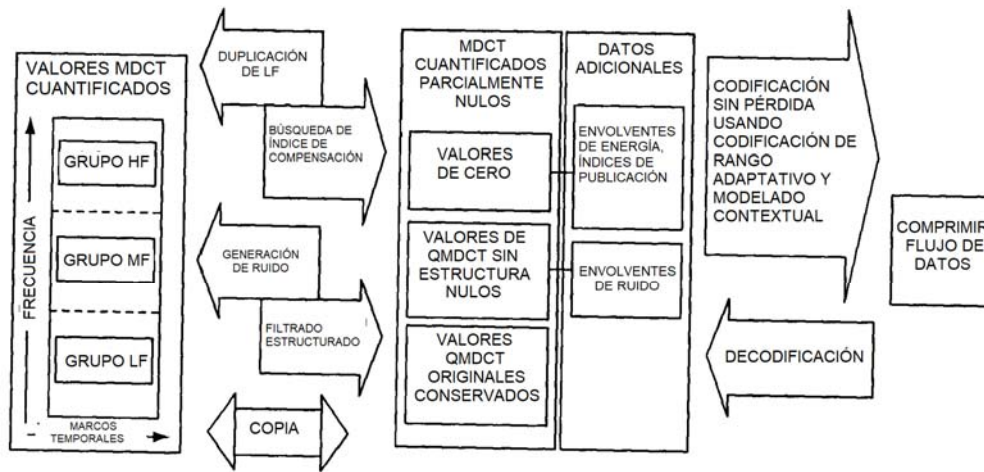 VALORES MDCT
CUANTIFICADOS
FRECUENCIA
GRUPO HF
GRUPO MF
GRUPO LF
MARCOS
TEMPORALES
DUPLICACIÓN
DE LF
BÚSQUEDA DE
ÍNDICE DE
COMPENSACIÓN
GENERACIÓN
DE RUIDO
FILTRADO
ESTRUCTURADO
COPIA
MDCT
CUANTIFICADOS
PARCIALMENTE
NULOS
VALORES
DE CERO
VALORES DE
QMDCT SIN
ESTRUCTURA
NULOS
VALORES
QMDCT
ORIGINALES
CONSERVADOS
DATOS
ADICIONALES
ENVOLVENTES
DE ENERGÍA,
ÍNDICES DE
PUBLICACIÓN
ENVOLVENTES
DE RUIDO
CODIFICACIÓN
SIN PÉRDIDA
USANDO
CODIFICACIÓN DE
RANGO
ADAPTATIVO Y
MODELADO
CONTEXTUAL
DECODIFICACIÓN
COMPRIMIR
FLUJO DE
DATOS